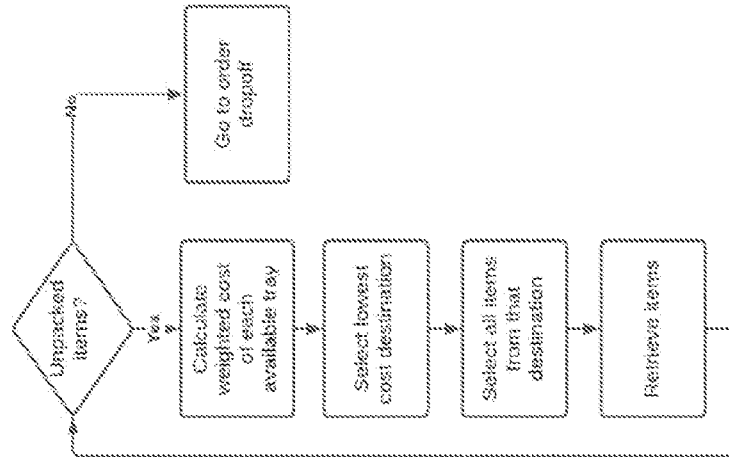 Unpacked
items?
No
Go to order
dropoff
Yes
Calculate
weighted cost
of each
available tray
Select lowest
cost destination
Select all items
from that
destination
Retrieve items